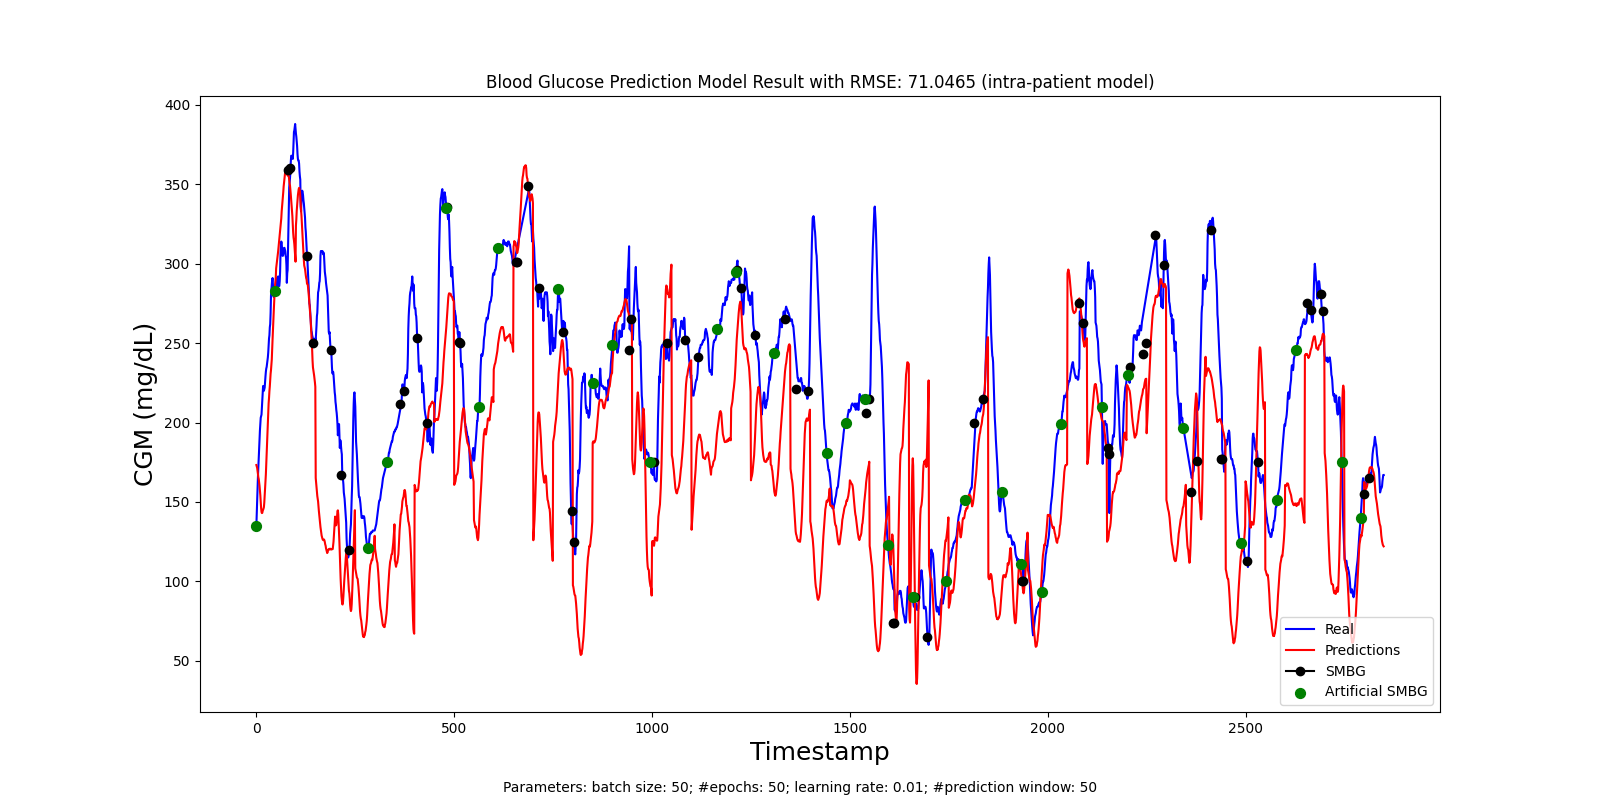 Blood Glucose Prediction Model Result with RMSE: 71.0465 (intra-patient model)
CGM (mg/dL)
400
350
300
250
200
150
100
50
Real
Predictions
SMBG
Artificial SMBG
0 500 1000 1500 2000 2500
Timestamp
Parameters: batch size: 50; #epochs: 50; learning rate: 0.01; #prediction window: 50